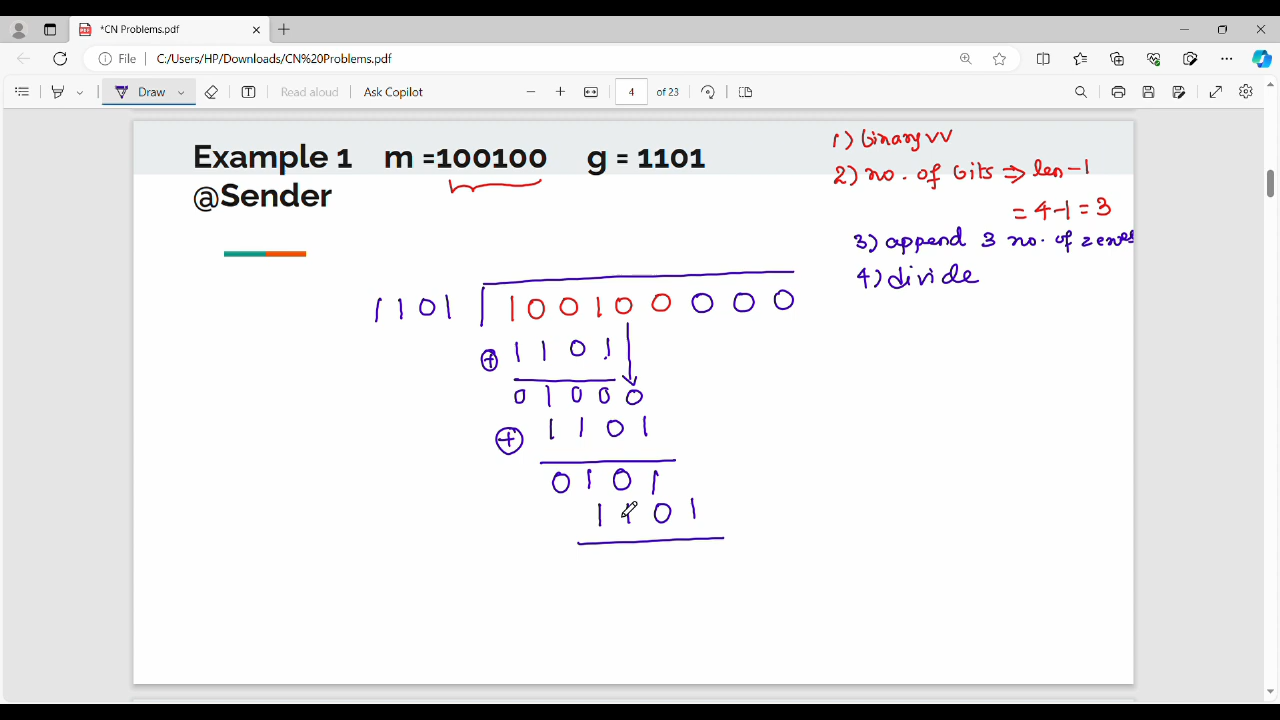 *CN Problems.pdf
File C:/Users/HP/Downloads/CN%20Problems.pdf
Draw Read aloud Ask Copilot 4 of 23
Example 1 m =100100 g = 1101
@Sender
1) binary vv
2) no. of bits ⇒ len-1
= 4-1 = 3
3) append 3 no. of zeroes
4) divide
1101 100100000
⊕ 1101
01000
⊕ 1101
0101
1101